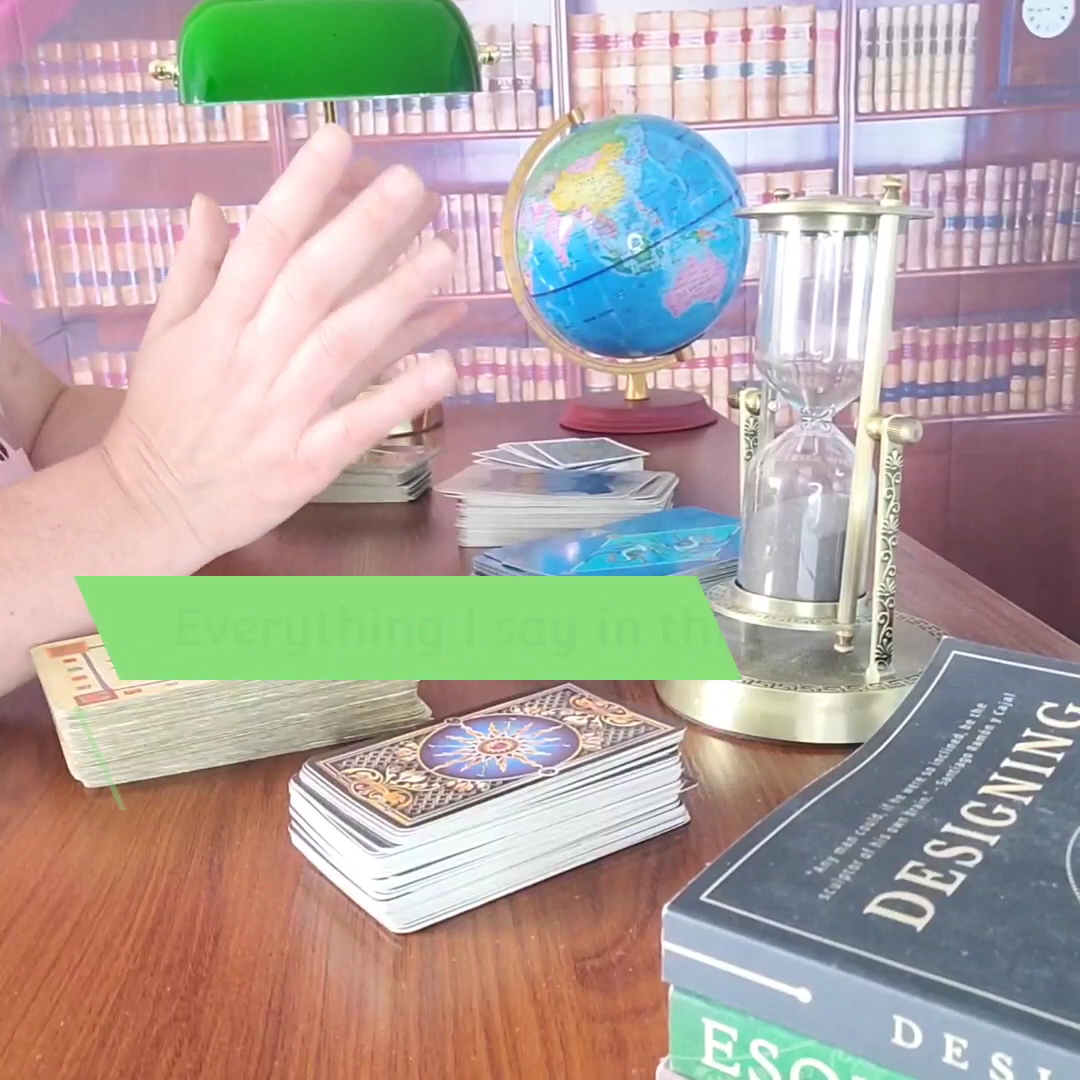 Everything I say in th
"Any man could, if he were so inclined, be the
sculptor of his own brain." - Santiago Ramón y Cajal
DESIGNING
DESI
ESO